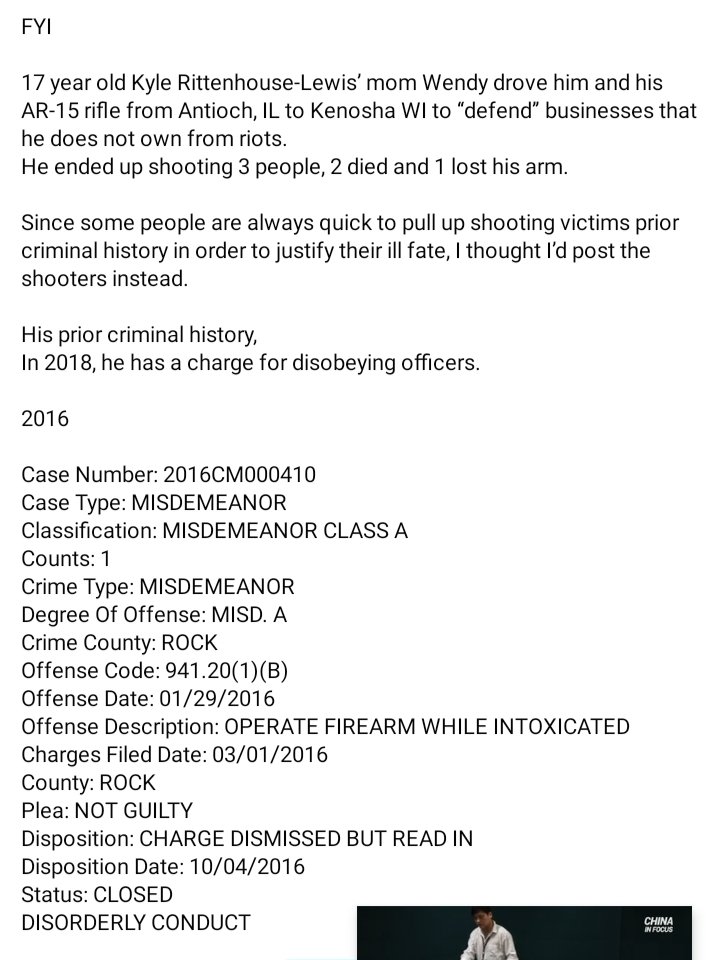 FYI
17 year old Kyle Rittenhouse-Lewis’ mom Wendy drove him and his
AR-15 rifle from Antioch, IL to Kenosha WI to “defend” businesses that
he does not own from riots.
He ended up shooting 3 people, 2 died and 1 lost his arm.
Since some people are always quick to pull up shooting victims prior
criminal history in order to justify their ill fate, I thought I’d post the
shooters instead.
His prior criminal history,
In 2018, he has a charge for disobeying officers.
2016
Case Number: 2016CM000410
Case Type: MISDEMEANOR
Classification: MISDEMEANOR CLASS A
Counts: 1
Crime Type: MISDEMEANOR
Degree Of Offense: MISD. A
Crime County: ROCK
Offense Code: 941.20(1)(B)
Offense Date: 01/29/2016
Offense Description: OPERATE FIREARM WHILE INTOXICATED
Charges Filed Date: 03/01/2016
County: ROCK
Plea: NOT GUILTY
Disposition: CHARGE DISMISSED BUT READ IN
Disposition Date: 10/04/2016
Status: CLOSED
DISORDERLY CONDUCT
CHINA
IN FOCUS